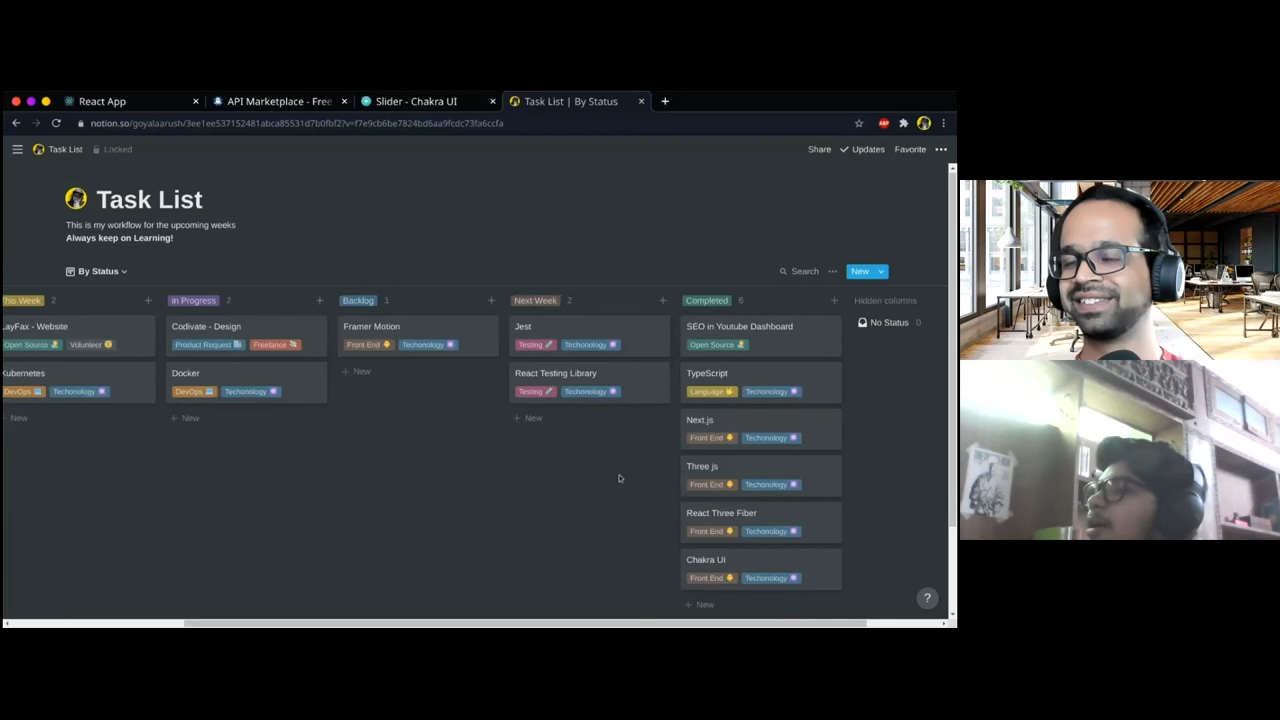 React App
API Marketplace - Free
Slider - Chakra UI
Task List | By Status
notion.so/goyalaarush/3ee1ee537152481abca85531d7b0fbf2?v=f7e9cb6be7824bd6aa9fcdc73fa6ccfa
ABP
Task List
Locked
Share
Updates
Favorite
Task List
This is my workflow for the upcoming weeks
Always keep on Learning!
By Status
Search
New
This Week 2
LayFax - Website
Open Source Volunteer
Kubernetes
DevOps Techonology
New
In Progress 2
Codivate - Design
Product Request Freelance
Docker
DevOps Techonology
New
Backlog 1
Framer Motion
Front End Techonology
New
Next Week 2
Jest
Testing Techonology
React Testing Library
Testing Techonology
New
Completed 6
SEO in Youtube Dashboard
Open Source
TypeScript
Language Techonology
Next.js
Front End Techonology
Three js
Front End Techonology
React Three Fiber
Front End Techonology
Chakra UI
Front End Techonology
New
Hidden columns
No Status 0
?